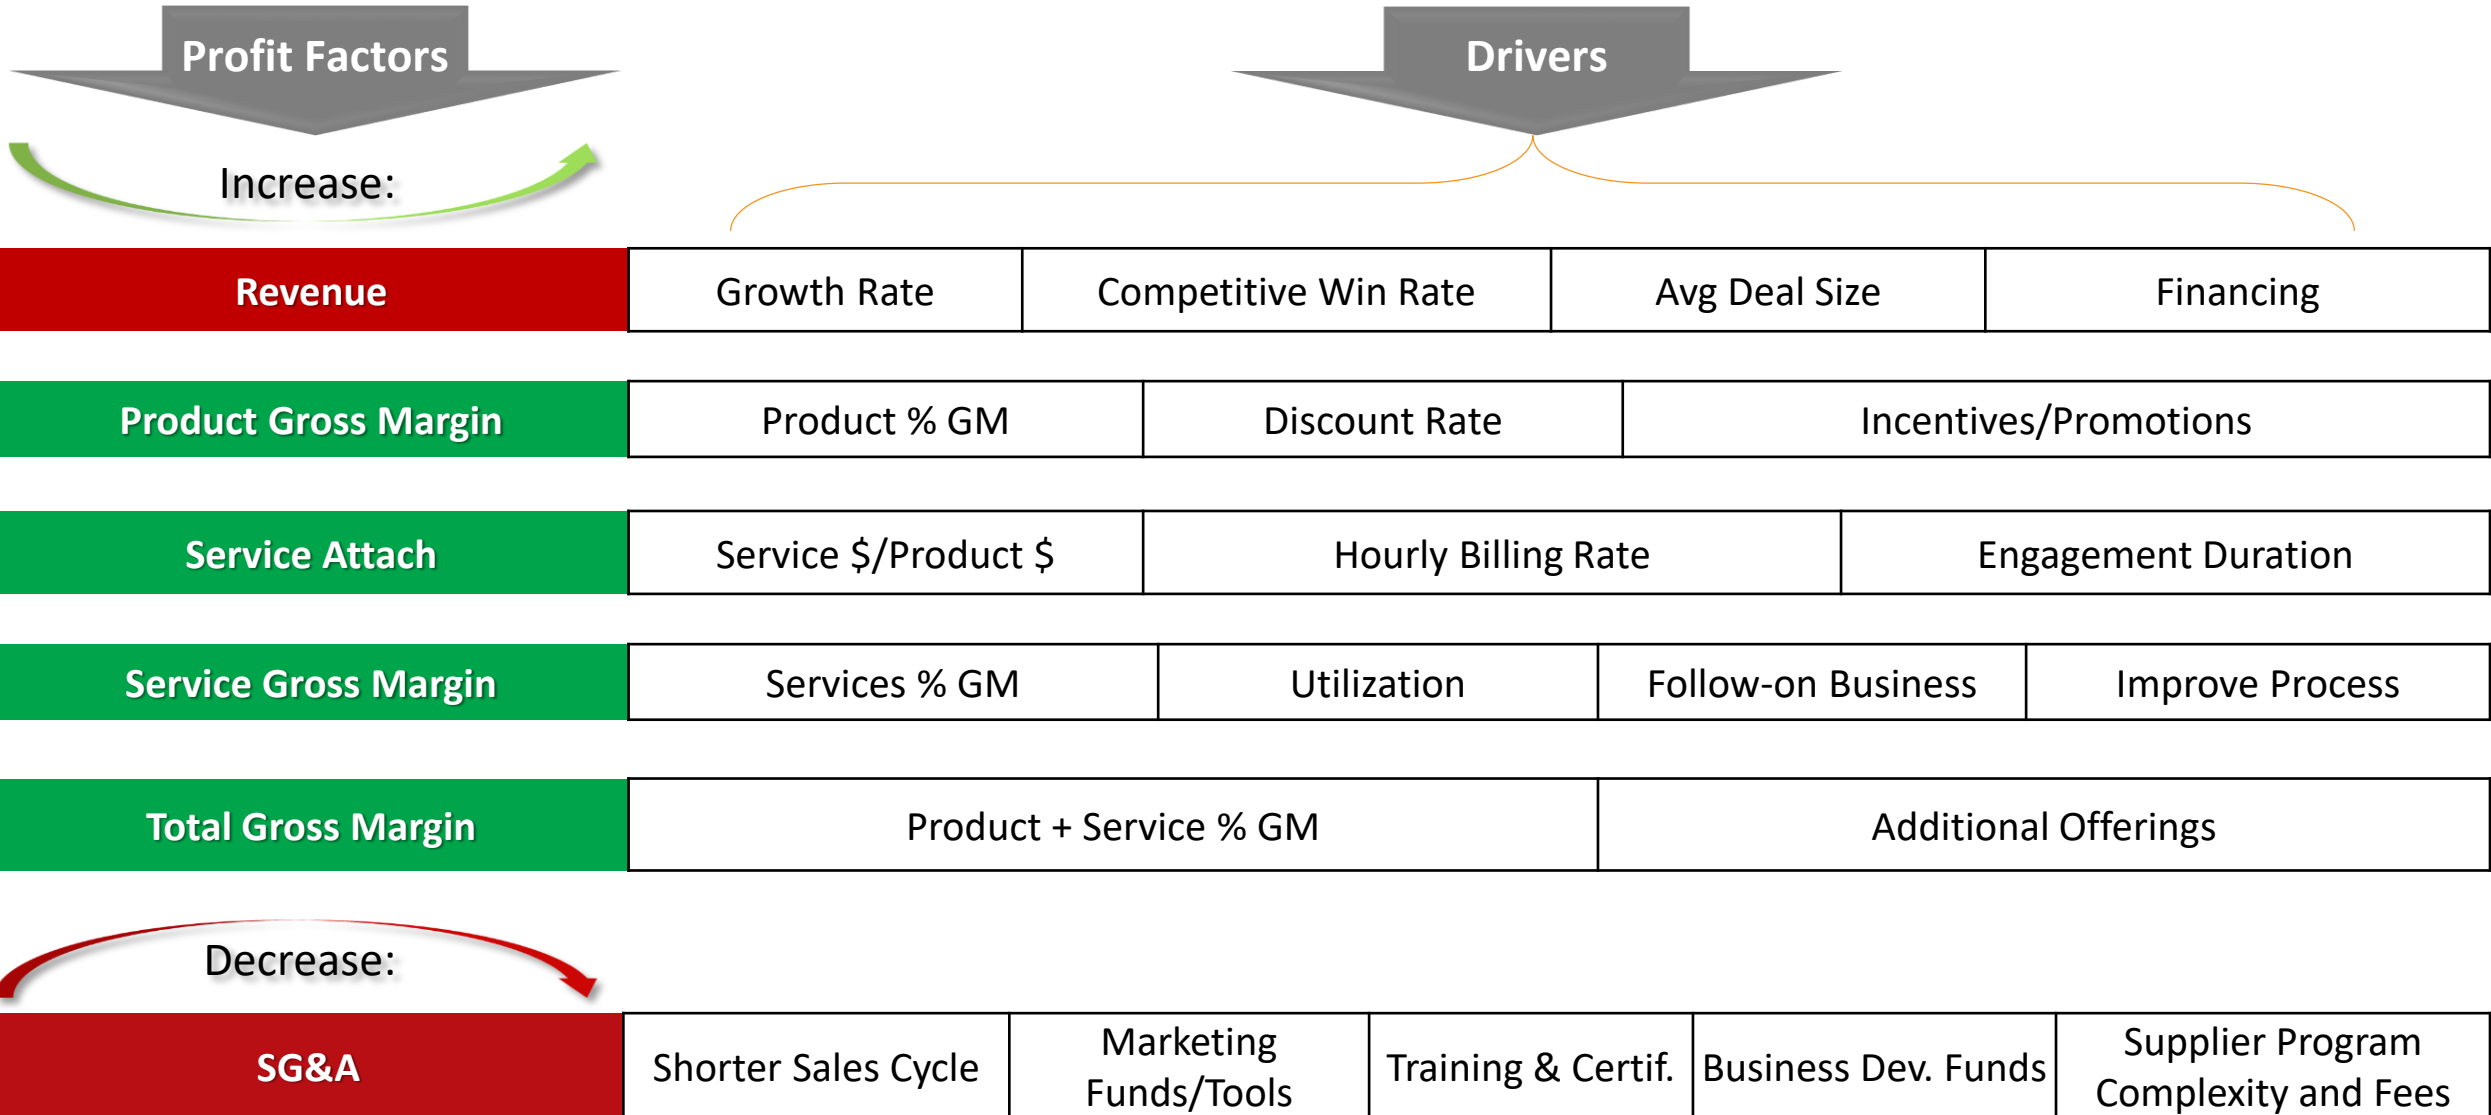 Profit Factors
Drivers
Increase:
Revenue
Growth Rate
Competitive Win Rate
Avg Deal Size
Financing
Product Gross Margin
Product % GM
Discount Rate
Incentives/Promotions
Service Attach
Service $/Product $
Hourly Billing Rate
Engagement Duration
Service Gross Margin
Services % GM
Utilization
Follow-on Business
Improve Process
Total Gross Margin
Product + Service % GM
Additional Offerings
Decrease:
SG&A
Shorter Sales Cycle
Marketing
Funds/Tools
Training & Certif.
Business Dev. Funds
Supplier Program
Complexity and Fees